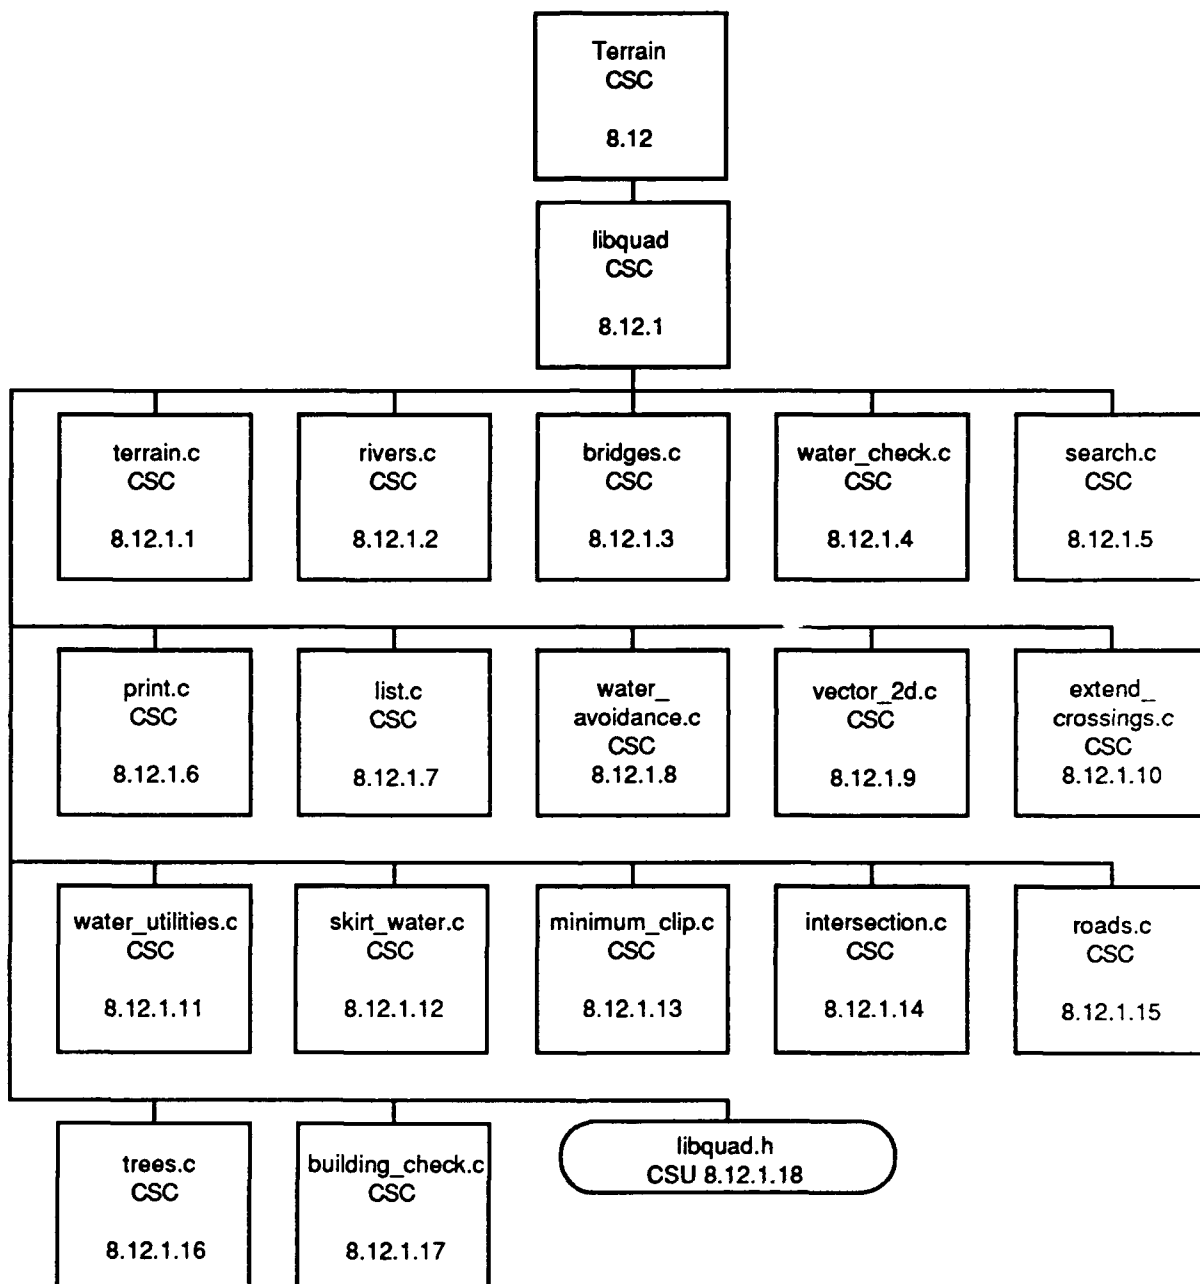 Terrain
CSC
8.12
libquad
CSC
8.12.1
terrain.c
CSC
8.12.1.1
rivers.c
CSC
8.12.1.2
bridges.c
CSC
8.12.1.3
water_check.c
CSC
8.12.1.4
search.c
CSC
8.12.1.5
print.c
CSC
8.12.1.6
list.c
CSC
8.12.1.7
water_
avoidance.c
CSC
8.12.1.8
vector_2d.c
CSC
8.12.1.9
extend_
crossings.c
CSC
8.12.1.10
water_utilities.c
CSC
8.12.1.11
skirt_water.c
CSC
8.12.1.12
minimum_clip.c
CSC
8.12.1.13
intersection.c
CSC
8.12.1.14
roads.c
CSC
8.12.1.15
trees.c
CSC
8.12.1.16
building_check.c
CSC
8.12.1.17
libquad.h
CSU 8.12.1.18